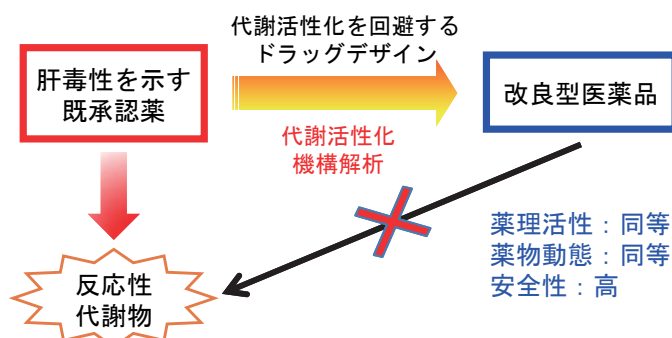 代謝活性化を回避する
ドラッグデザイン
肝毒性を示す
既承認薬
改良型医薬品
代謝活性化
機構解析
薬理活性：同等
薬物動態：同等
安全性：高
反応性
代謝物